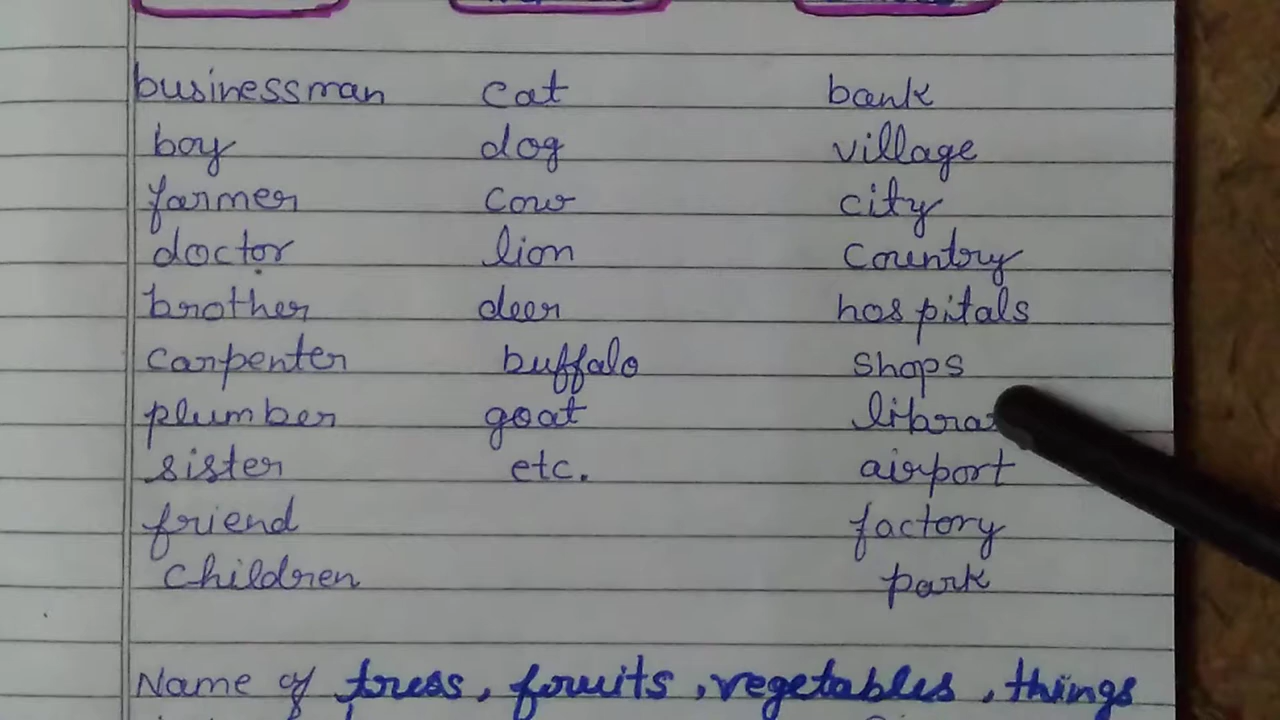 businessman cat bank
boy dog village
farmer cow city
doctor lion country
brother deer hospitals
carpenter buffalo shops
plumber goat
sister etc. airport
friend factory
children park
Name of tress, fruits, vegetables, things